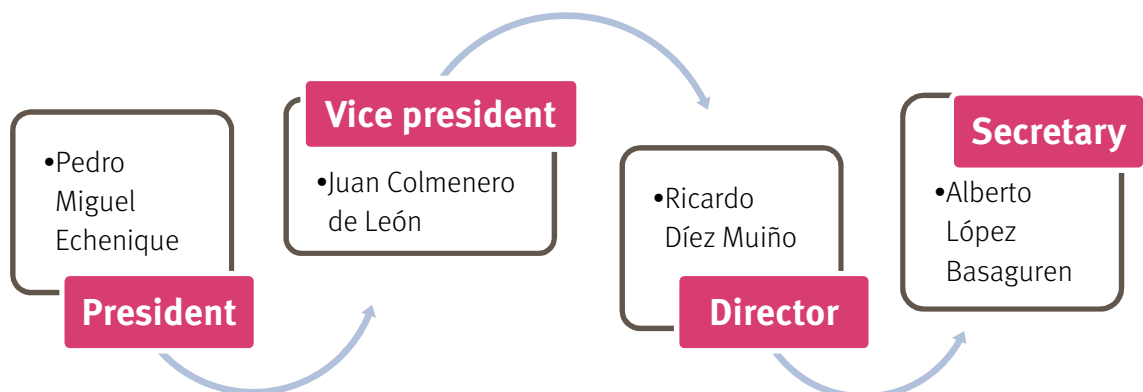 •Pedro
Miguel
Echenique
President
Vice president
•Juan Colmenero
de León
•Ricardo
Díez Muiño
Director
Secretary
•Alberto
López
Basaguren